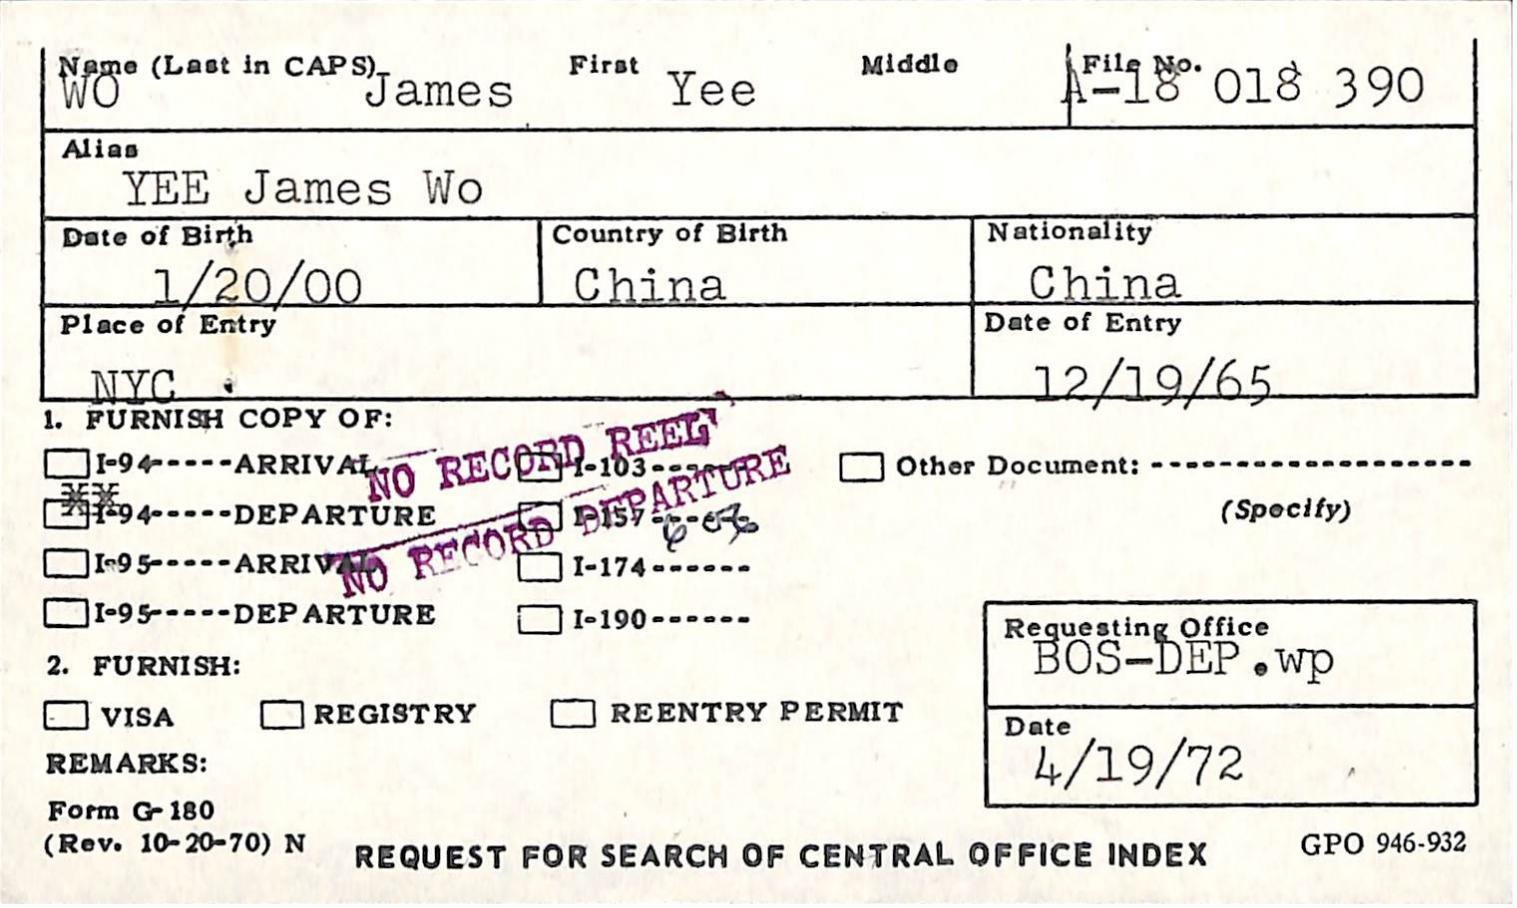 Name (Last in CAPS) First Middle File No.
WO James Yee A-18 018 390
Alias
YEE James Wo
Date of Birth Country of Birth Nationality
1/20/00 China China
Place of Entry Date of Entry
NYC 12/19/65
1. FURNISH COPY OF:
I-94-----ARRIVAL I-103------ Other Document: -------------------
NO RECORD REEL
XX
I-94-----DEPARTURE I-157------ (Specify)
NO RECORD DEPARTURE
I-95-----ARRIVAL I-174------
I-95-----DEPARTURE I-190------
Requesting Office
BOS-DEP.wp
2. FURNISH:
VISA REGISTRY REENTRY PERMIT
Date
4/19/72
REMARKS:
Form G-180
(Rev. 10-20-70) N
REQUEST FOR SEARCH OF CENTRAL OFFICE INDEX
GPO 946-932